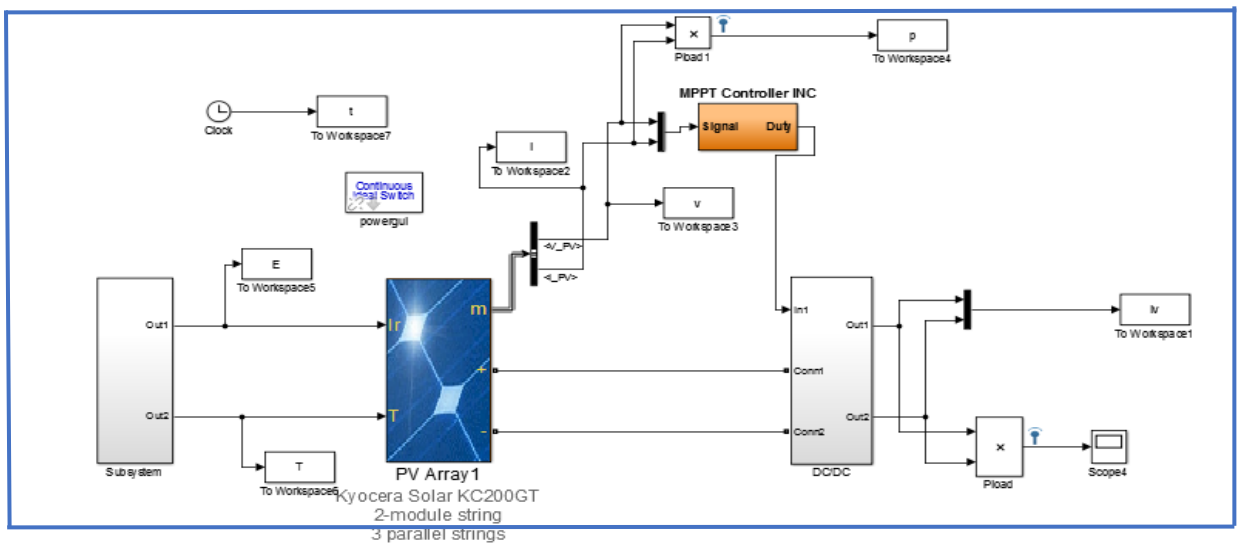 ×
Pload1
p
To Workspace4
MPPT Controller INC
Signal
Duty
Clock
t
To Workspace7
I
To Workspace2
Continuous
Ideal Switch
powergui
v
To Workspace3
<V_PV>
<I_PV>
E
To Workspace5
Subsystem
Out1
Out2
T
To Workspace6
Ir
T
m
+
-
PV Array1
Kyocera Solar KC200GT
2-module string
3 parallel strings
In1
Conn1
Conn2
Out1
Out2
DC/DC
Iv
To Workspace1
×
Pload
Scope4